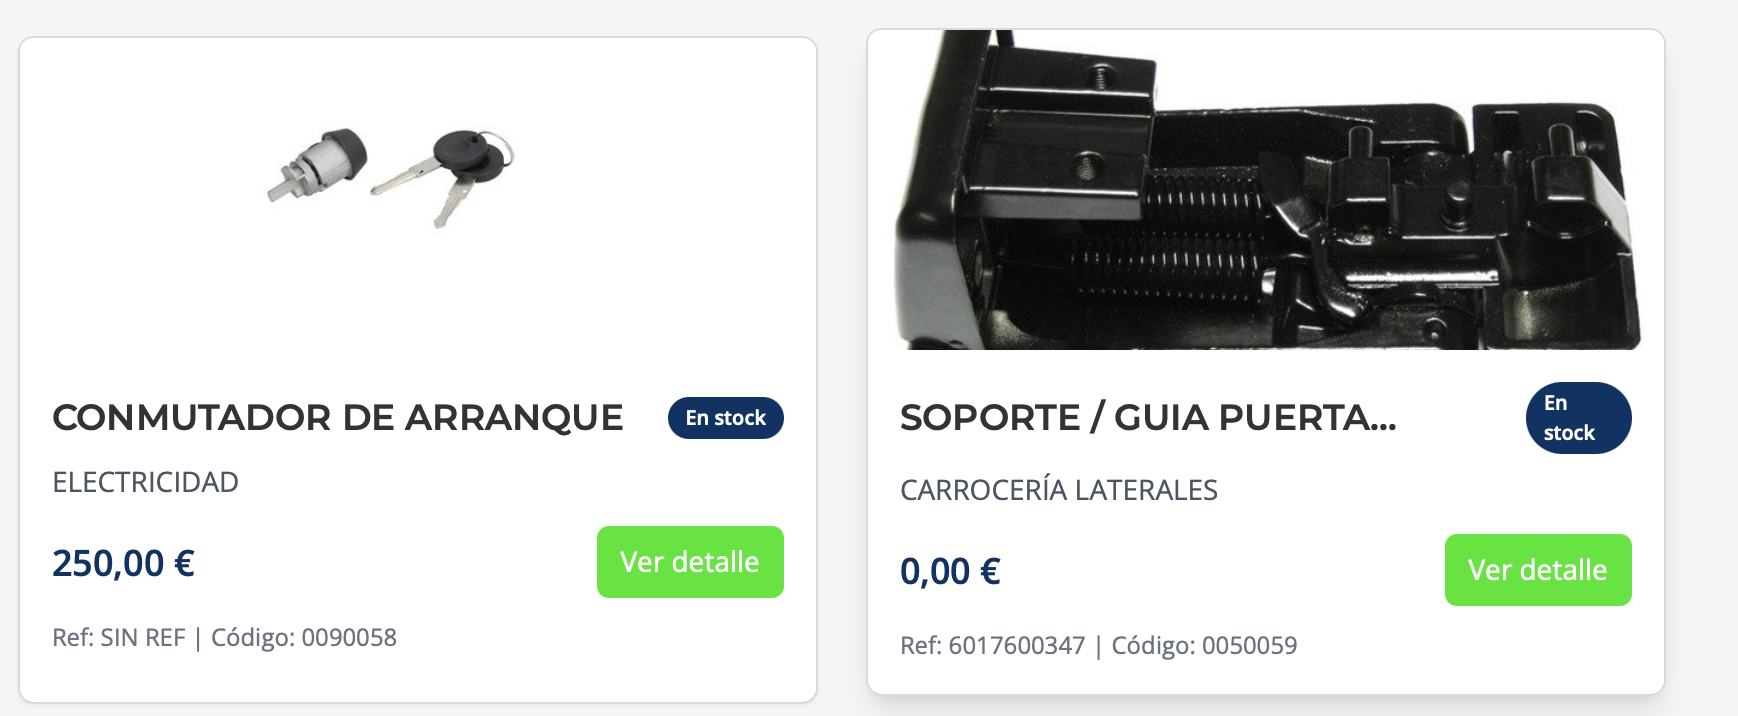 CONMUTADOR DE ARRANQUE
En stock
ELECTRICIDAD
250,00 €
Ver detalle
Ref: SIN REF | Código: 0090058
SOPORTE / GUIA PUERTA...
En
stock
CARROCERÍA LATERALES
0,00 €
Ver detalle
Ref: 6017600347 | Código: 0050059